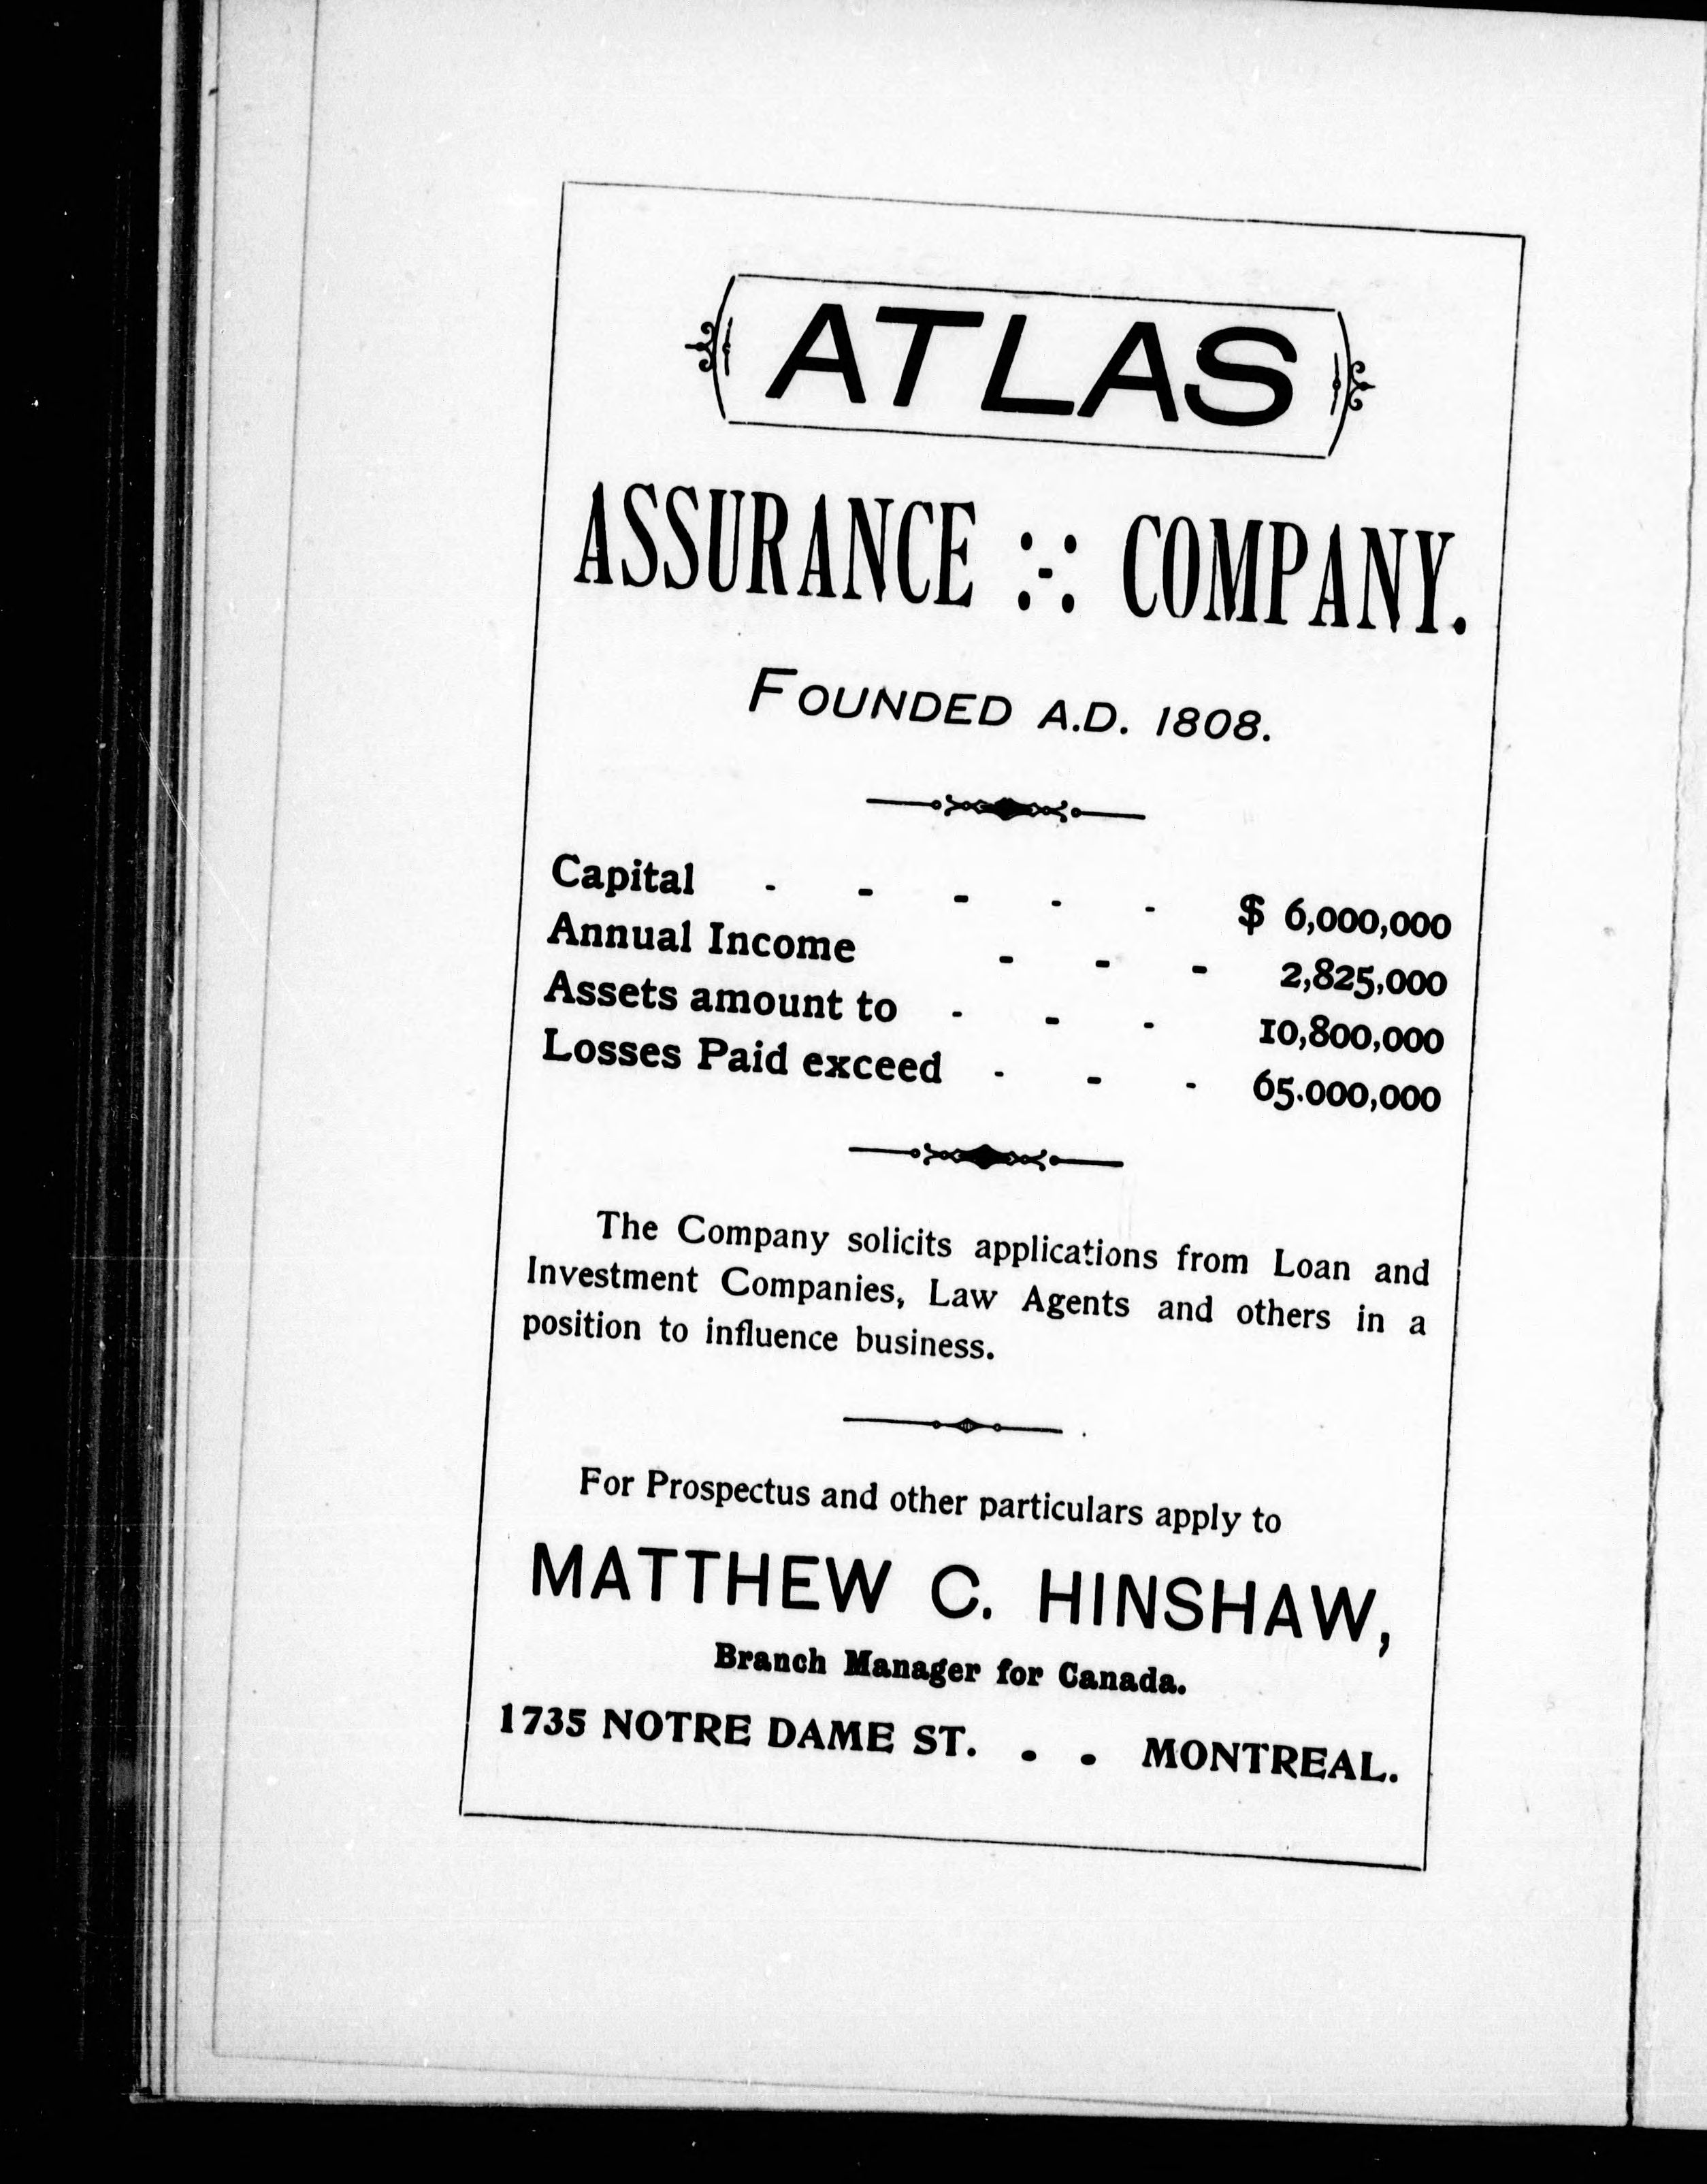 ATLAS
ASSURANCE :-: COMPANY.
FOUNDED A.D. 1808.
Capital - - - - - $ 6,000,000
Annual Income - - - 2,825,000
Assets amount to - - - 10,800,000
Losses Paid exceed - - - 65.000,000
The Company solicits applications from Loan and
Investment Companies, Law Agents and others in a
position to influence business.
For Prospectus and other particulars apply to
MATTHEW C. HINSHAW,
Branch Manager for Canada.
1735 NOTRE DAME ST. . . MONTREAL.